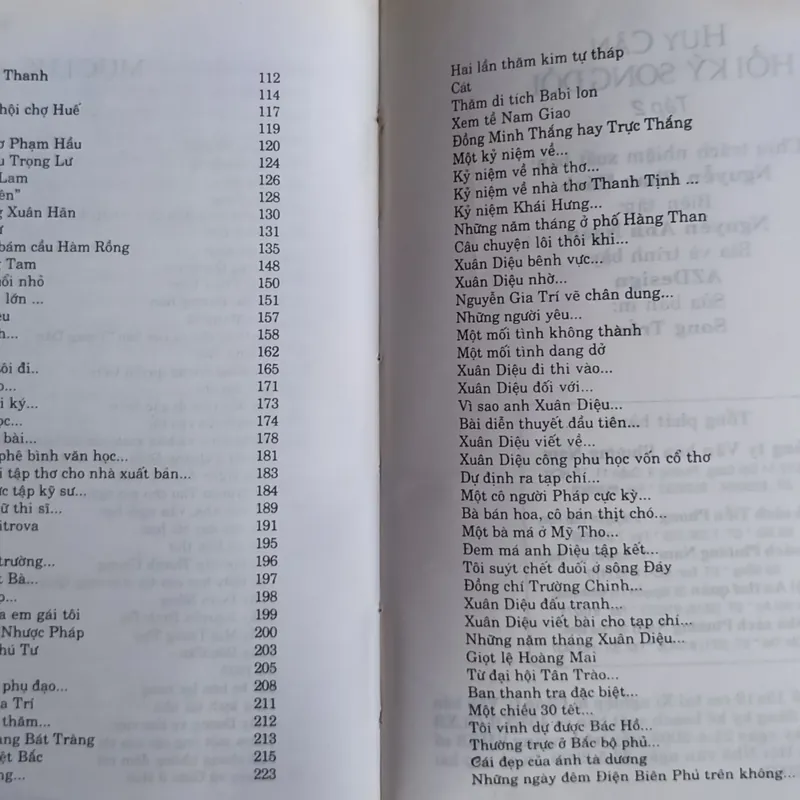 Thanh 112
114
hội chợ Huế 117
119
Phạm Hầu 120
Trọng Lư 124
Lam 126
128
Xuân Hãn 130
131
bám cầu Hàm Rồng 135
Tam 148
nhỏ 150
lớn ... 151
157
158
162
đi.. 165
171
ký... 173
174
bài... 178
phê bình văn học... 181
tập thơ cho nhà xuất bản... 183
tập kỹ sư... 184
thi sĩ... 189
191
195
trường... 196
Bà... 197
198
em gái tôi 199
Nhược Pháp 200
Tư 203
205
phụ đạo... 208
Trí 211
thăm... 212
Bát Tràng 213
Bắc 215
223
Hai lần thăm kim tự tháp
Cát
Thăm di tích Babi lon
Xem tế Nam Giao
Đồng Minh Thắng hay Trực Thắng
Một kỷ niệm về...
Kỷ niệm về nhà thơ...
Kỷ niệm về nhà thơ Thanh Tịnh ...
Kỷ niệm Khái Hưng...
Những năm tháng ở phố Hàng Than
Câu chuyện lôi thôi khi...
Xuân Diệu bênh vực...
Xuân Diệu nhờ...
Nguyễn Gia Trí vẽ chân dung...
Những người yêu...
Một mối tình không thành
Một mối tình dang dở
Xuân Diệu đi thi vào...
Xuân Diệu đối với...
Vì sao anh Xuân Diệu...
Bài diễn thuyết đầu tiên...
Xuân Diệu viết về...
Xuân Diệu công phu học vốn cổ thơ
Dự định ra tạp chí...
Một cô người Pháp cực kỳ...
Bà bán hoa, cô bán thịt chó...
Một bà má ở Mỹ Tho...
Đem má anh Diệu tập kết...
Tôi suýt chết đuối ở sông Đáy
Đồng chí Trường Chinh...
Xuân Diệu đấu tranh...
Xuân Diệu viết bài cho tạp chí...
Những năm tháng Xuân Diệu...
Giọt lệ Hoàng Mai
Từ đại hội Tân Trào...
Ban thanh tra đặc biệt...
Một chiều 30 tết...
Tôi vinh dự được Bác Hồ...
Thường trực ở Bắc bộ phủ...
Cái đẹp của ánh tà dương
Những ngày đêm Điện Biên Phủ trên không...